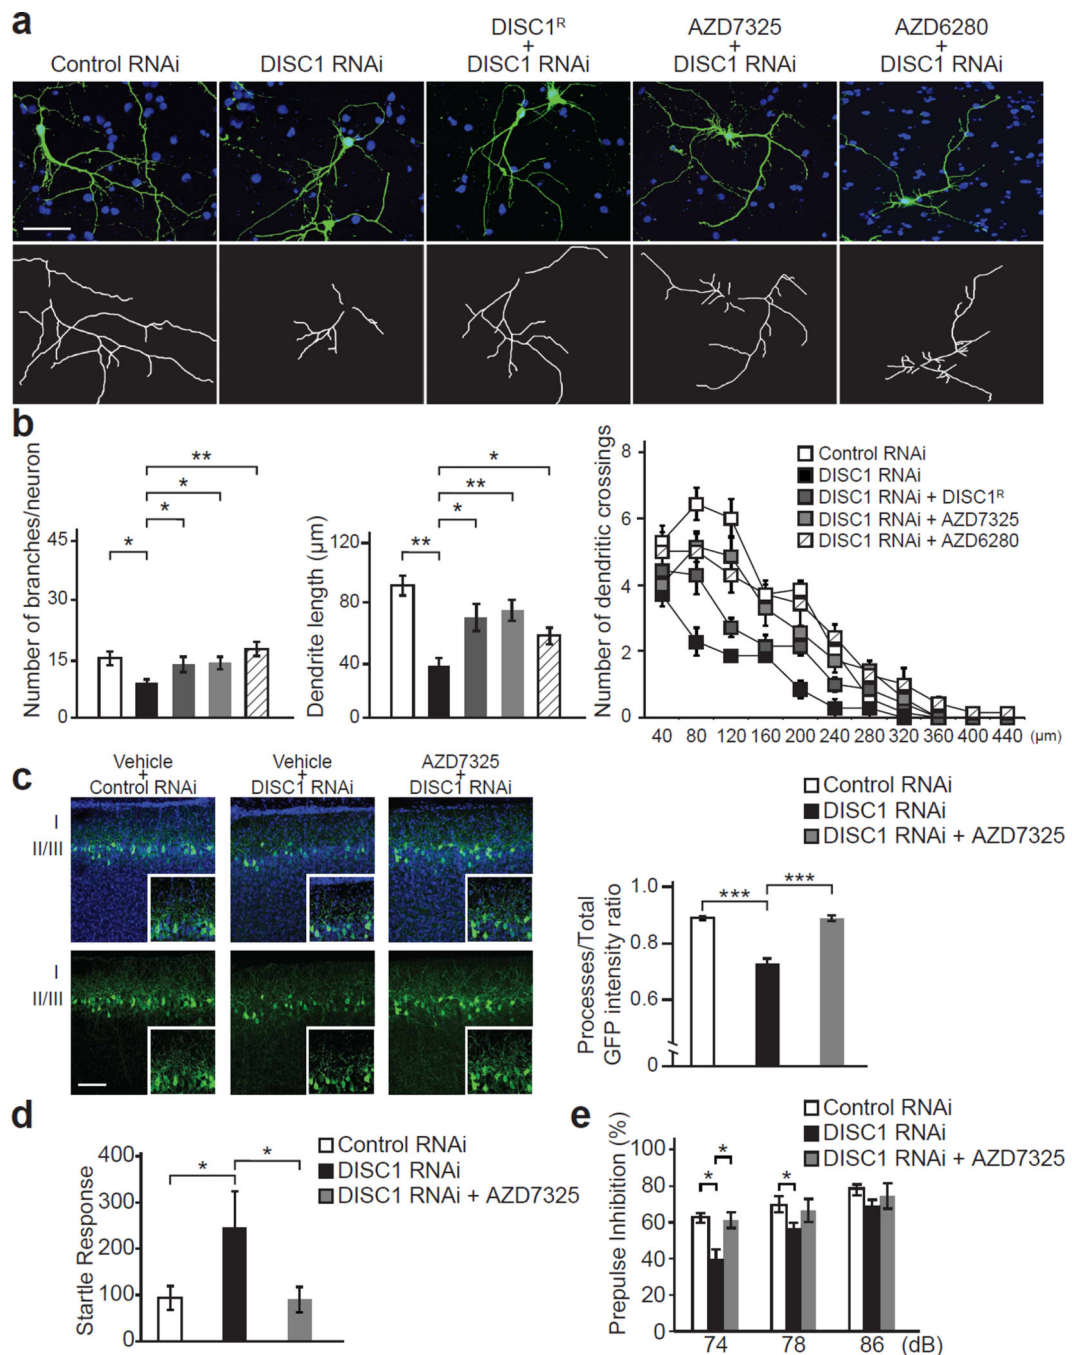 a
Control RNAi
DISC1 RNAi
DISC1ᴿ
+
DISC1 RNAi
AZD7325
+
DISC1 RNAi
AZD6280
+
DISC1 RNAi
b
Number of branches/neuron
45
30
15
0
*
*
*
**
Dendrite length (µm)
120
80
40
0
**
*
**
*
Number of dendritic crossings
8
6
4
2
0
40 80 120 160 200 240 280 320 360 400 440 (µm)
Control RNAi
DISC1 RNAi
DISC1 RNAi + DISC1ᴿ
DISC1 RNAi + AZD7325
DISC1 RNAi + AZD6280
c
Vehicle
+
Control RNAi
Vehicle
+
DISC1 RNAi
AZD7325
+
DISC1 RNAi
I
II/III
I
II/III
Control RNAi
DISC1 RNAi
DISC1 RNAi + AZD7325
Processes/Total
GFP intensity ratio
1.0
0.8
0.6
0
***
***
d
Startle Response
400
300
200
100
0
*
*
Control RNAi
DISC1 RNAi
DISC1 RNAi + AZD7325
e
Prepulse Inhibition (%)
100
80
60
40
20
0
*
*
*
74 78 86 (dB)
Control RNAi
DISC1 RNAi
DISC1 RNAi + AZD7325